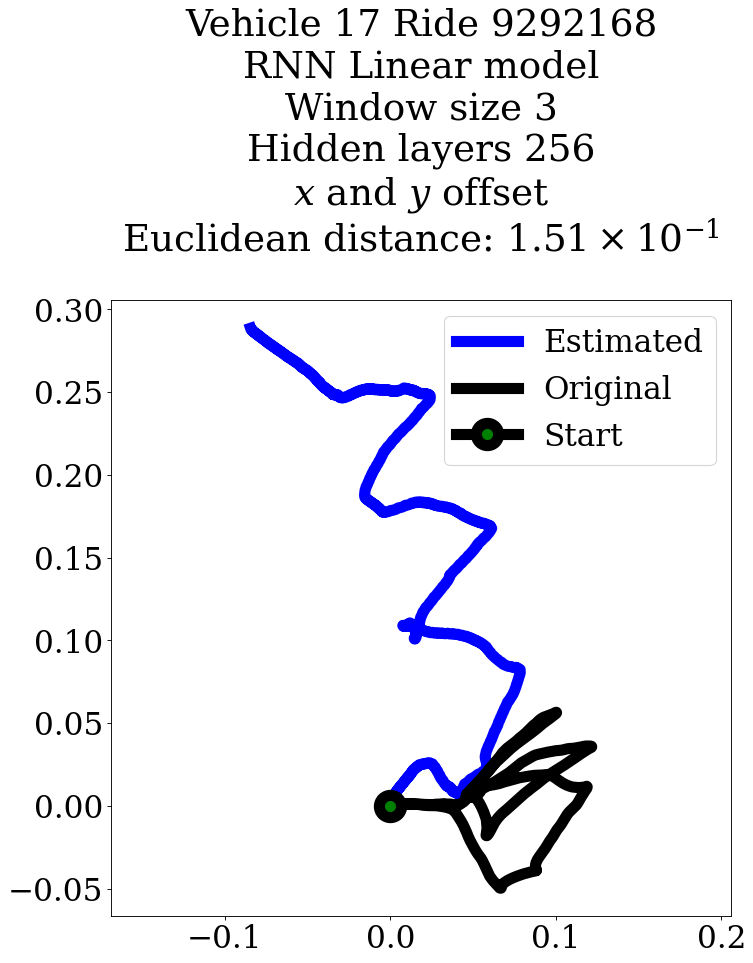 Vehicle 17 Ride 9292168
RNN Linear model
Window size 3
Hidden layers 256
x and y offset
Euclidean distance: 1.51 × 10⁻¹
0.30
0.25
0.20
0.15
0.10
0.05
0.00
−0.05
Estimated
Original
Start
−0.1
0.0
0.1
0.2